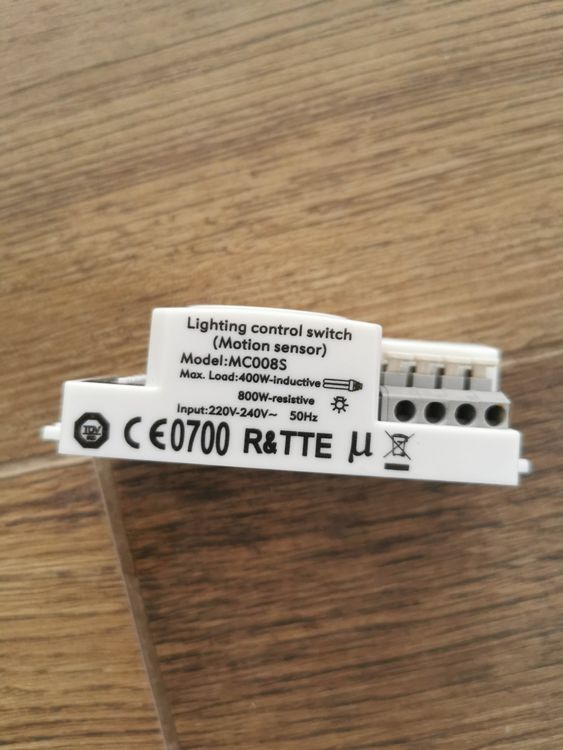 Lighting control switch
(Motion sensor)
Model:MC008S
Max. Load:400W-inductive
800W-resistive
Input:220V-240V~ 50Hz
TÜV
CE0700 R&TTE µ